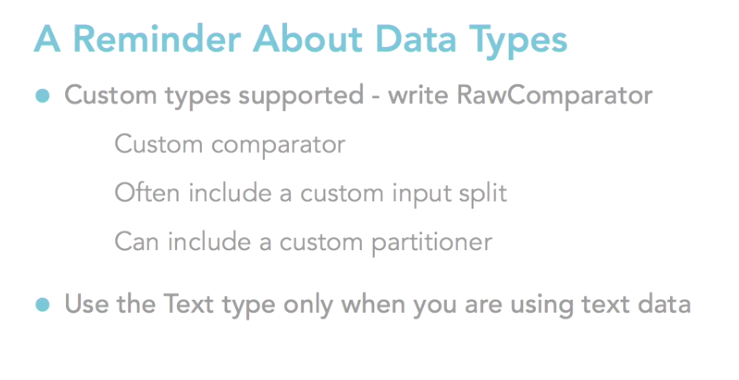 A Reminder About Data Types
● Custom types supported - write RawComparator
Custom comparator
Often include a custom input split
Can include a custom partitioner
● Use the Text type only when you are using text data